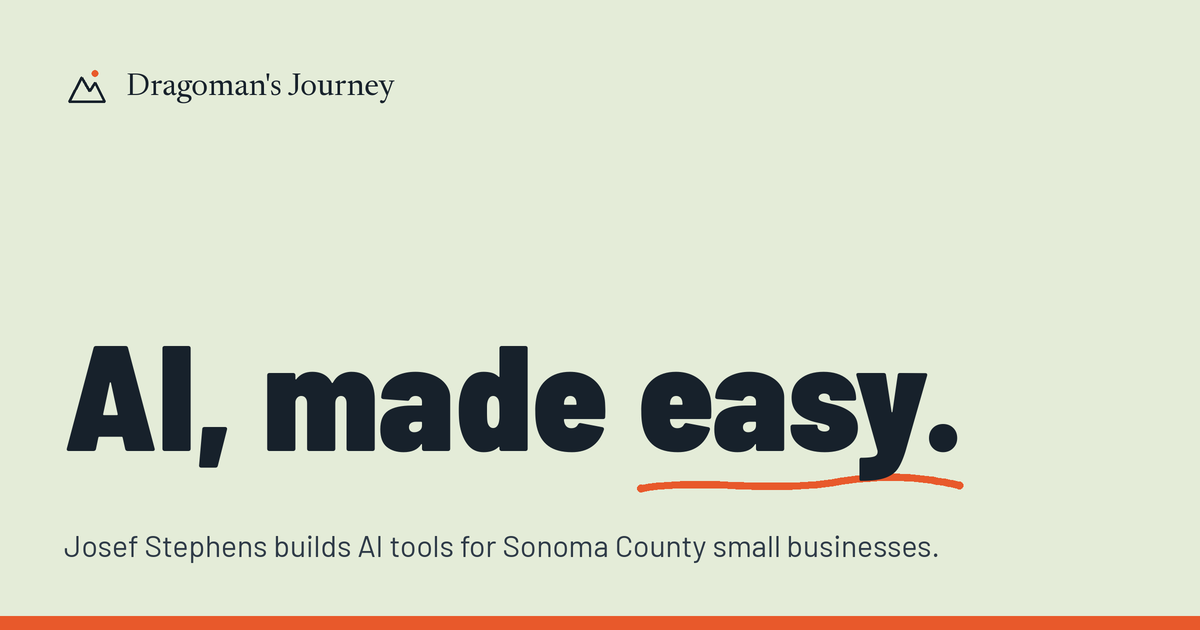 Dragoman's Journey
AI, made easy.
Josef Stephens builds AI tools for Sonoma County small businesses.